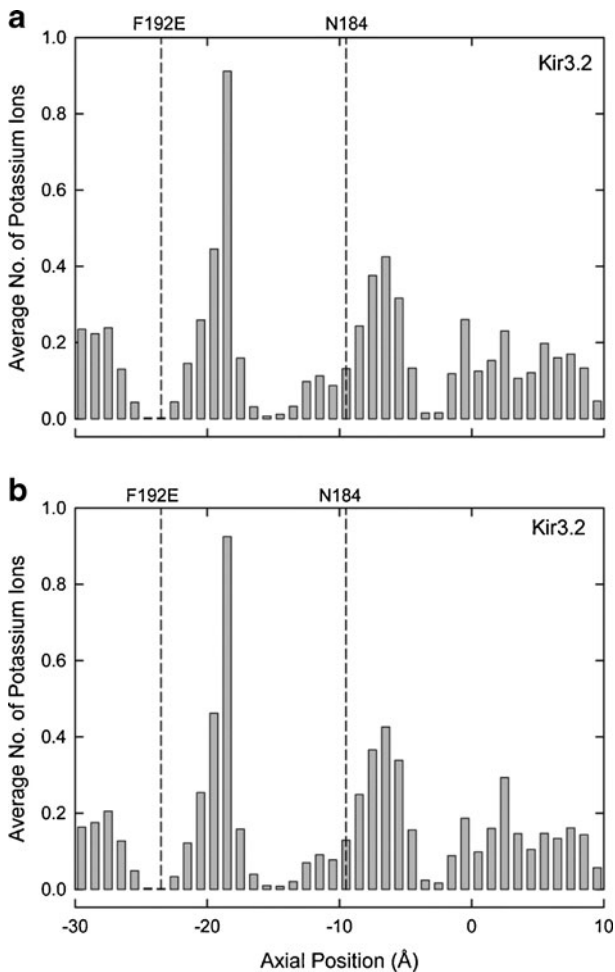 a
F192E N184
Kir3.2
Average No. of Potassium Ions
1.0
0.8
0.6
0.4
0.2
0.0
b
F192E N184
Kir3.2
Average No. of Potassium Ions
1.0
0.8
0.6
0.4
0.2
0.0
-30 -20 -10 0 10
Axial Position (Å)